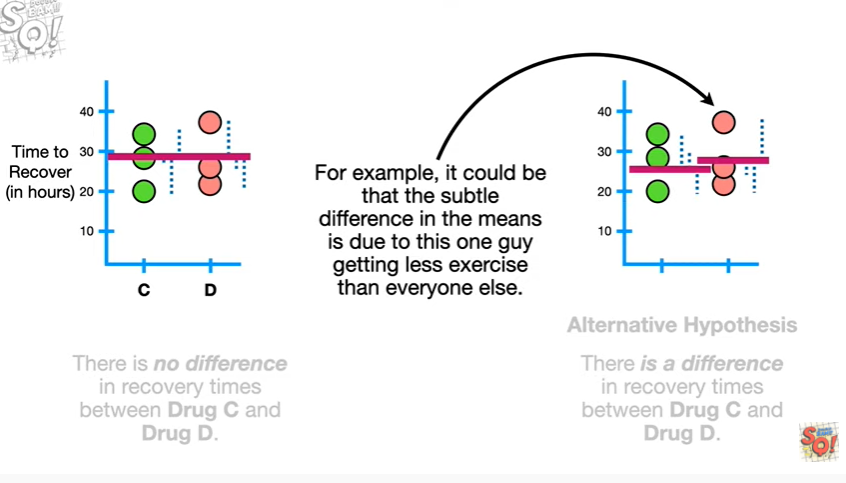 SQ!
40
30
20
10
Time to
Recover
(in hours)
C
D
For example, it could be
that the subtle
difference in the means
is due to this one guy
getting less exercise
than everyone else.
40
30
20
10
There is no difference
in recovery times
between Drug C and
Drug D.
Alternative Hypothesis
There is a difference
in recovery times
between Drug C and
Drug D.
SQ!